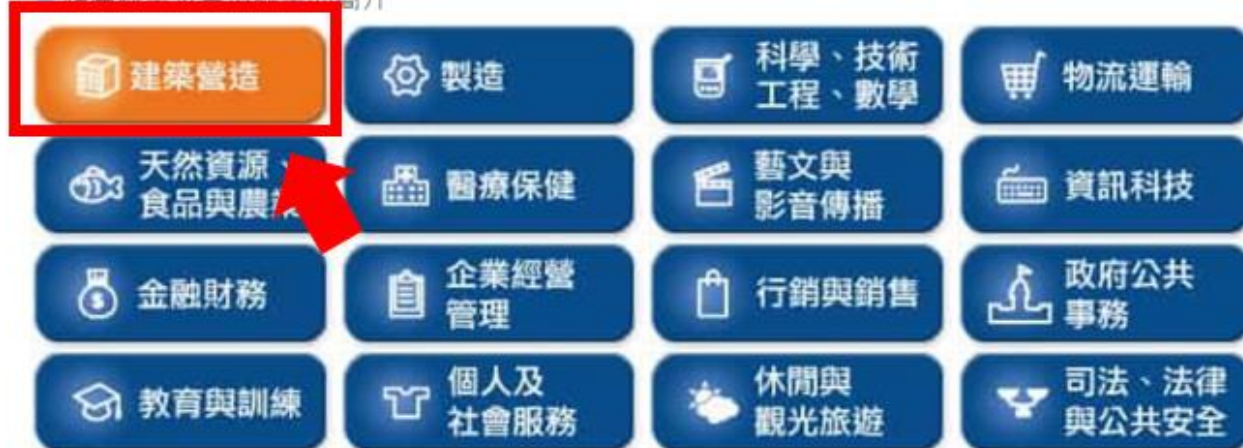 建築營造
製造
科學、技術
工程、數學
物流運輸
天然資源、
食品與農業
醫療保健
藝文與
影音傳播
資訊科技
金融財務
企業經營
管理
行銷與銷售
政府公共
事務
教育與訓練
個人及
社會服務
休閒與
觀光旅遊
司法、法律
與公共安全